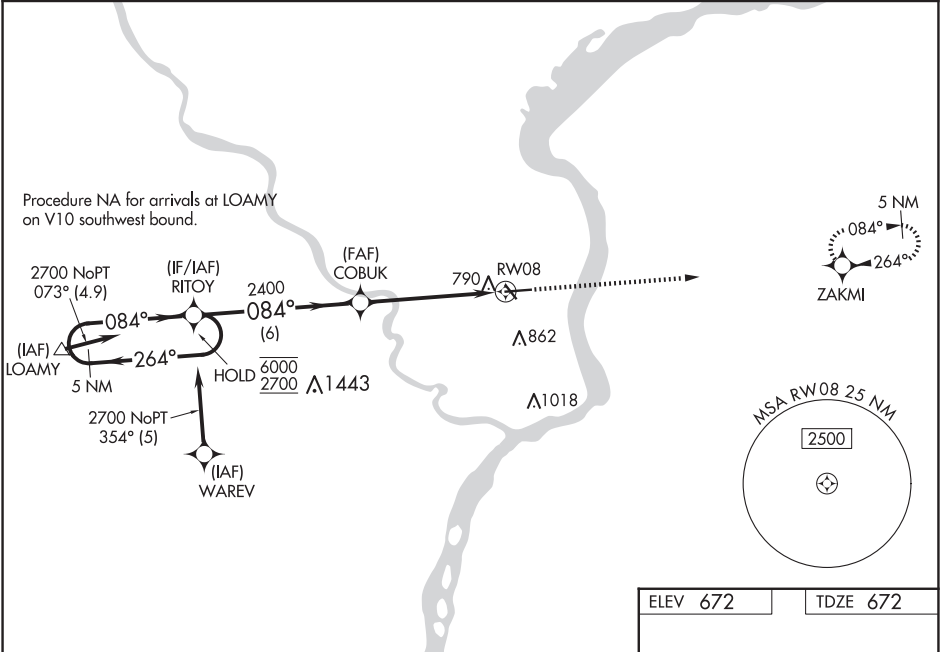 Procedure NA for arrivals at LOAMY
on V10 southwest bound.
5 NM
084°
264°
ZAKMI
2700 NoPT
073° (4.9)
(IF/IAF)
RITOY
2400
084°
(6)
(FAF)
COBUK
790
RW08
084°
264°
(IAF)
LOAMY
5 NM
HOLD
6000
2700
1443
862
1018
2700 NoPT
354° (5)
(IAF)
WAREV
MSA RW08 25 NM
2500
ELEV 672
TDZE 672